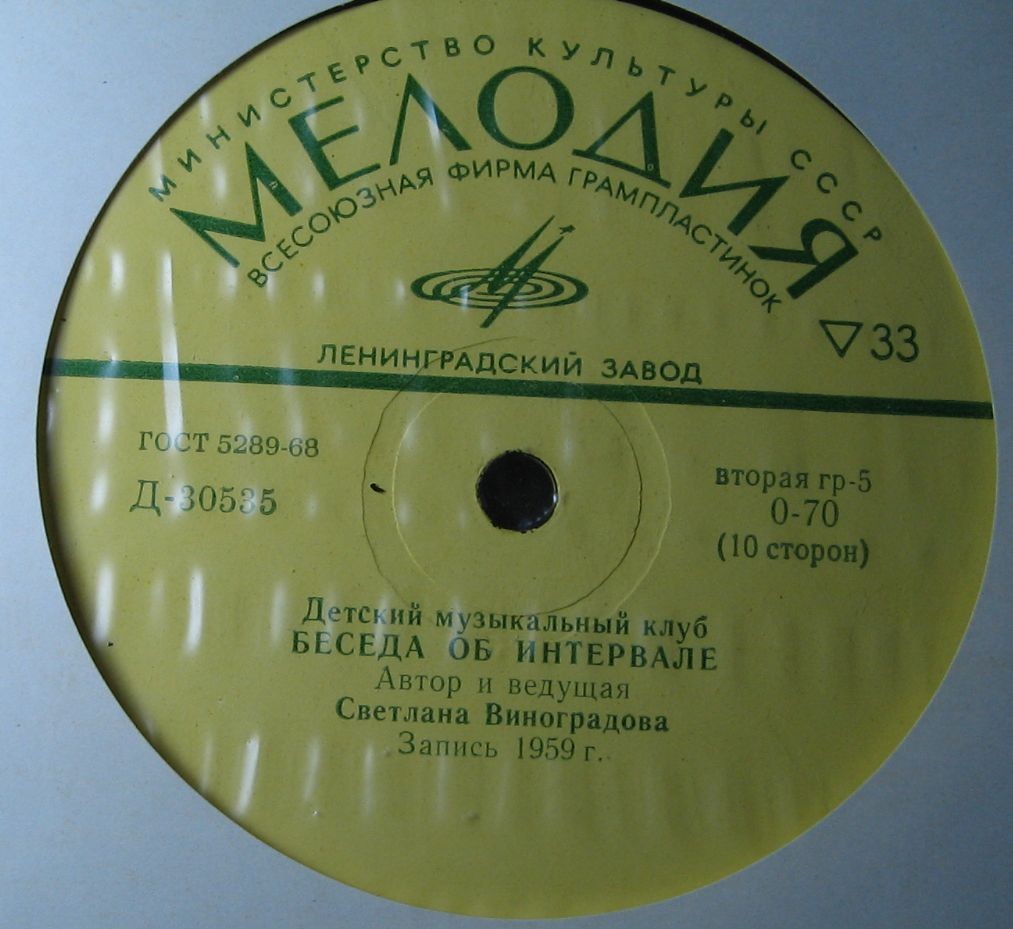 МИНИСТЕРСТВО КУЛЬТУРЫ СССР
МЕЛОДИЯ
ВСЕСОЮЗНАЯ ФИРМА ГРАМПЛАСТИНОК
▽33
ЛЕНИНГРАДСКИЙ ЗАВОД
ГОСТ 5289-68
Д-30535
вторая гр-5
0-70
(10 сторон)
Детский музыкальный клуб
БЕСЕДА ОБ ИНТЕРВАЛЕ
Автор и ведущая
Светлана Виноградова
Запись 1959 г.